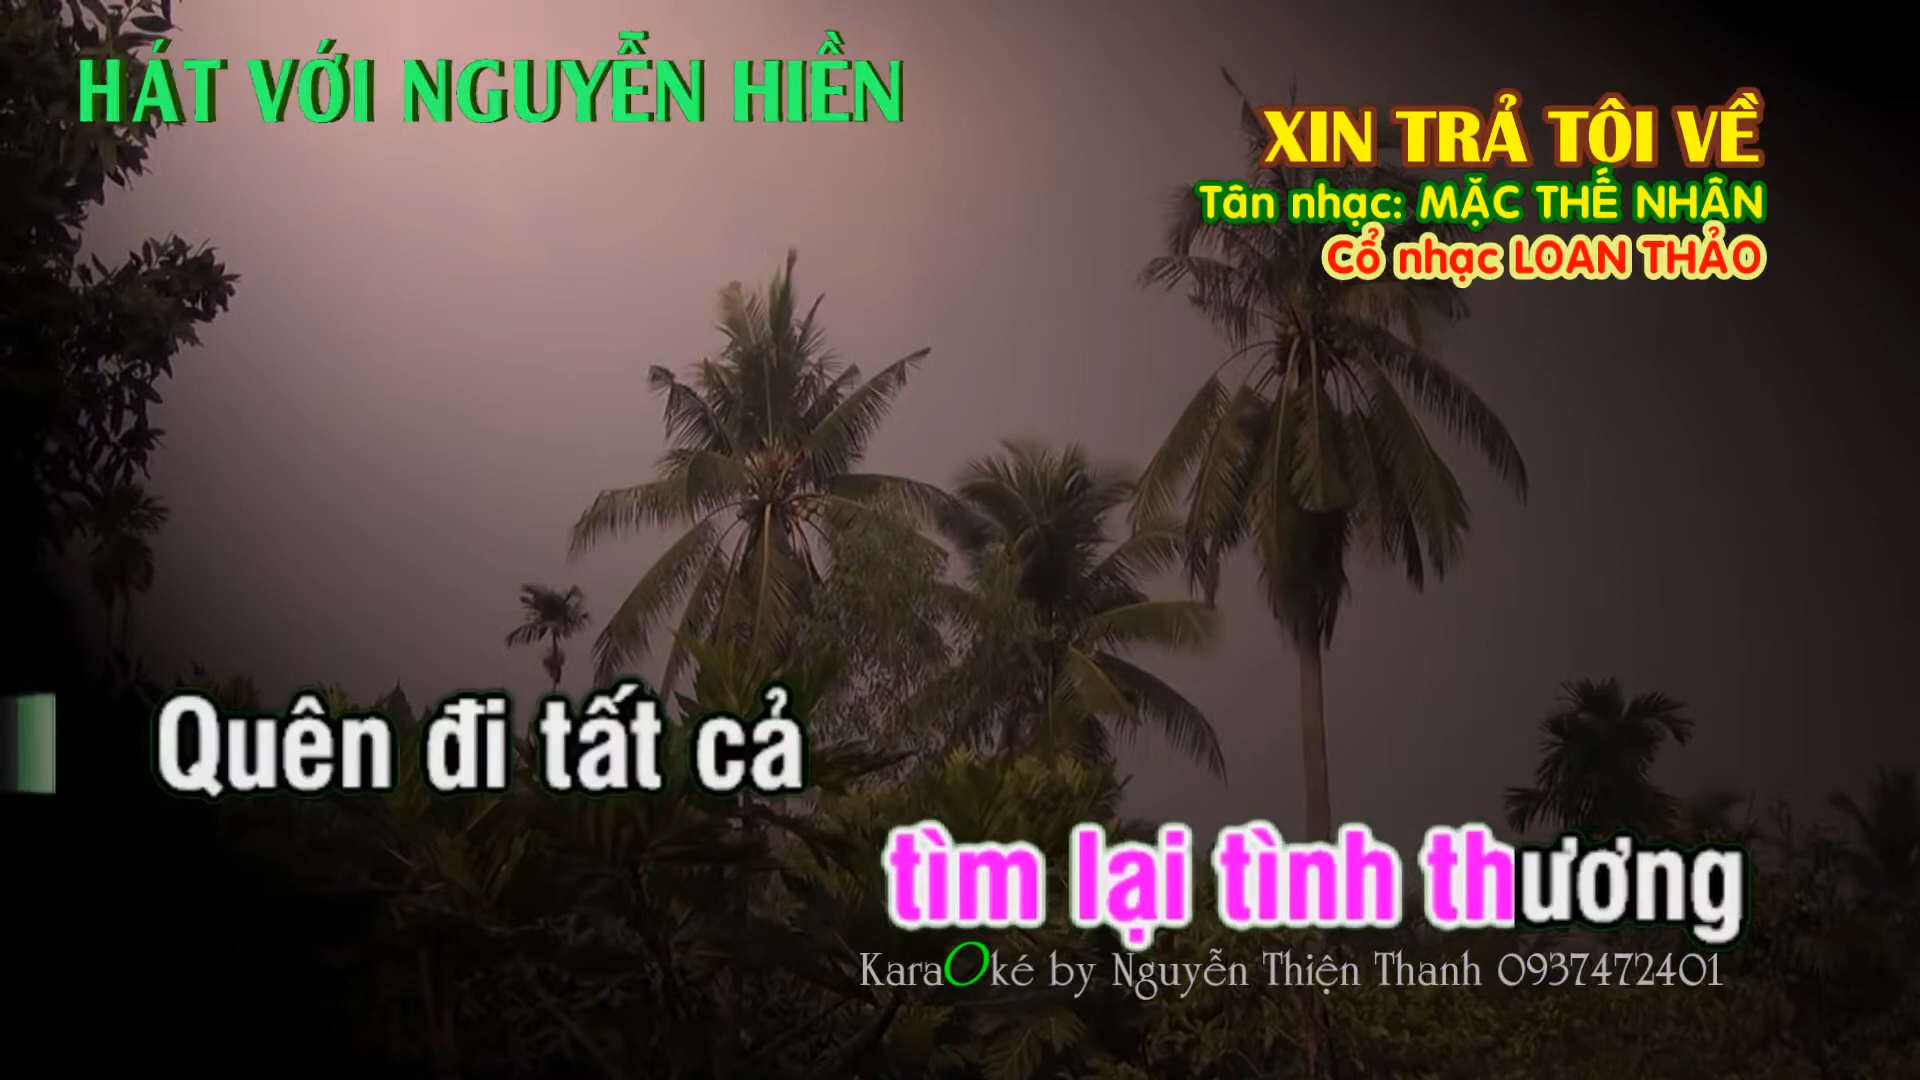 HÁT VỚI NGUYỄN HIỀN
XIN TRẢ TÔI VỀ
Tân nhạc: MẶC THẾ NHÂN
Cổ nhạc LOAN THẢO
Quên đi tất cả
tìm lại tình thương
KaraOké by Nguyễn Thiện Thanh 0937472401